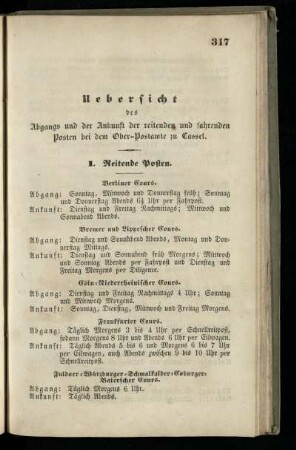 317
Uebersicht
des
Abgangs und der Ankunft der reitenden und fahrenden
Posten bei dem Ober-Postamte zu Cassel.
I. Reitende Posten.
Berliner Cours.
Abgang: Sonntag, Mittwoch und Donnerstag früh; Sonntag
und Donnerstag Abends 6½ Uhr per Fahrpost.
Ankunft: Dienstag und Freitag Nachmittags; Mittwoch und
Sonnabend Abends.
Bremer und Lippescher Cours.
Abgang: Dienstag und Sonnabend Abends, Montag und Don-
nerstag Mittags.
Ankunft: Dienstag und Sonnabend früh Morgens; Mittwoch
und Sonntag Abends per Fahrpost und Dienstag und
Freitag Morgens per Diligence.
Cöln-Niederrheinischer Cours.
Abgang: Dienstag und Freitag Nachmittags 4 Uhr; Sonntag
und Mittwoch Morgens.
Ankunft: Sonntag, Dienstag, Mittwoch und Freitag Morgens.
Frankfurter Cours.
Abgang: Täglich Morgens 3 bis 4 Uhr per Schnellreitpost,
sodann Morgens 8 Uhr und Abends 6 Uhr per Eilwagen.
Ankunft: Täglich Abends 5 bis 6 und Morgens 6 bis 7 Uhr
per Eilwagen, auch Abends zwischen 9 bis 10 Uhr per
Schnellreitpost.
Fuldaer-Würzburger-Schmalkalder-Coburger-
Baierscher Cours.
Abgang: Täglich Morgens 6 Uhr.
Ankunft: Täglich Abends.